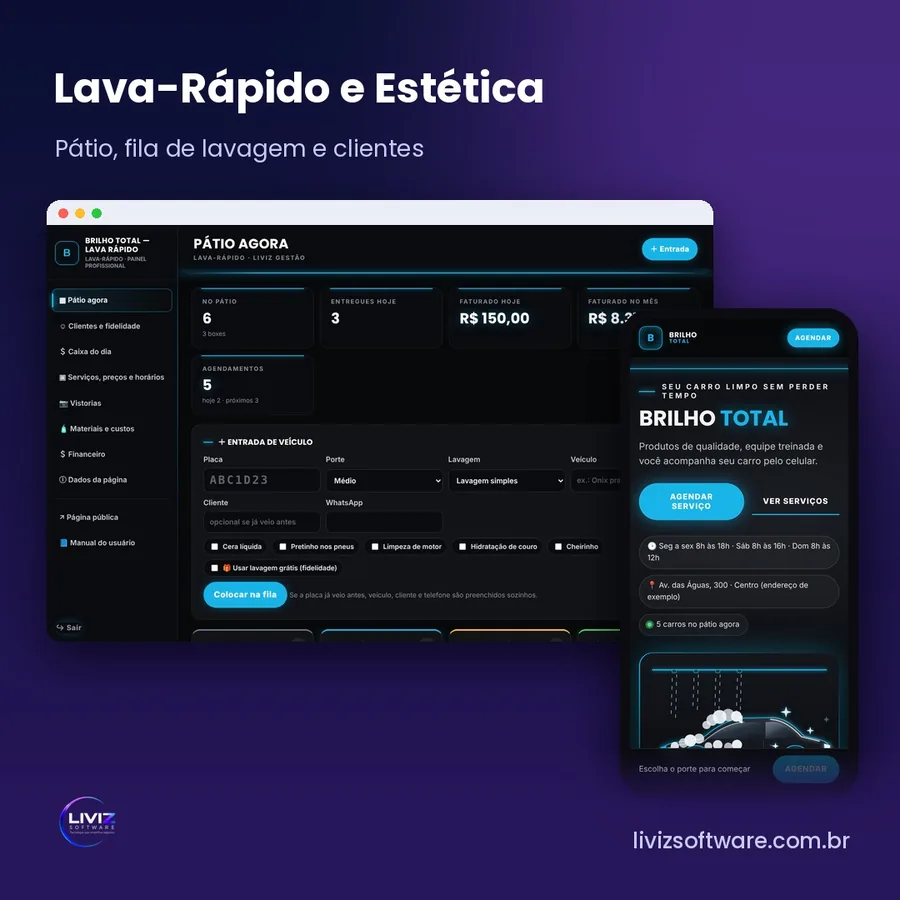 Lava-Rápido e Estética
Pátio, fila de lavagem e clientes
B
BRILHO TOTAL —
LAVA RÁPIDO
LAVA-RÁPIDO · PAINEL
PROFISSIONAL
Pátio agora
Clientes e fidelidade
$ Caixa do dia
Serviços, preços e horários
Vistorias
Materiais e custos
$ Financeiro
Dados da página
Página pública
Manual do usuário
Sair
PÁTIO AGORA
LAVA-RÁPIDO · LIVIZ GESTÃO
+ Entrada
NO PÁTIO
6
3 boxes
ENTREGUES HOJE
3
FATURADO HOJE
R$ 150,00
FATURADO NO MÊS
AGENDAMENTOS
5
hoje 2 · próximos 3
+ ENTRADA DE VEÍCULO
Placa
Porte
Lavagem
Veículo
ABC1D23
Médio
Lavagem simples
ex.: Onix
Cliente
WhatsApp
opcional se já veio antes
Cera líquida
Pretinho nos pneus
Limpeza de motor
Hidratação de couro
Cheirinho
Usar lavagem grátis (fidelidade)
Colocar na fila
Se a placa já veio antes, veículo, cliente e telefone são preenchidos sozinhos.
B
BRILHO
TOTAL
AGENDAR
SEU CARRO LIMPO SEM PERDER
TEMPO
BRILHO TOTAL
Produtos de qualidade, equipe treinada e
você acompanha seu carro pelo celular.
AGENDAR
SERVIÇO
VER SERVIÇOS
Seg a sex 8h às 18h · Sáb 8h às 16h · Dom 8h às
12h
Av. das Águas, 300 · Centro (endereço de
exemplo)
5 carros no pátio agora
Escolha o porte para começar
AGENDAR
LIVIZ
SOFTWARE
livizsoftware.com.br